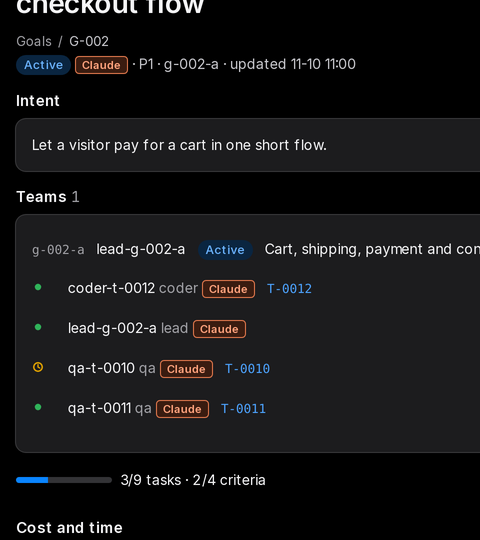 checkout flow
Goals / G-002
Active Claude · P1 · g-002-a · updated 11-10 11:00
Intent
Let a visitor pay for a cart in one short flow.
Teams 1
g-002-a lead-g-002-a Active Cart, shipping, payment and con
coder-t-0012 coder Claude T-0012
lead-g-002-a lead Claude
qa-t-0010 qa Claude T-0010
qa-t-0011 qa Claude T-0011
3/9 tasks · 2/4 criteria
Cost and time